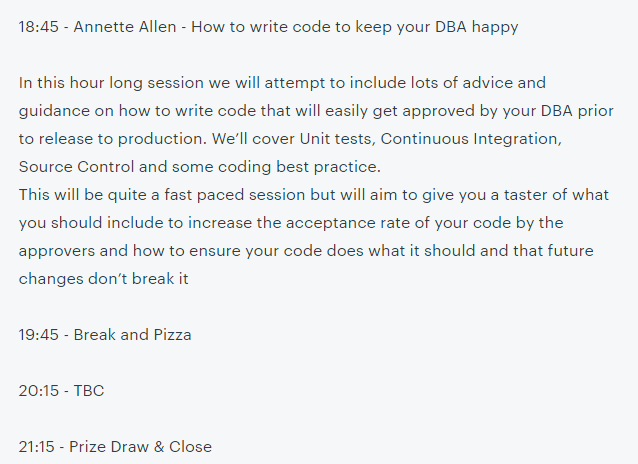 18:45 - Annette Allen - How to write code to keep your DBA happy
In this hour long session we will attempt to include lots of advice and
guidance on how to write code that will easily get approved by your DBA prior
to release to production. We’ll cover Unit tests, Continuous Integration,
Source Control and some coding best practice.
This will be quite a fast paced session but will aim to give you a taster of what
you should include to increase the acceptance rate of your code by the
approvers and how to ensure your code does what it should and that future
changes don’t break it
19:45 - Break and Pizza
20:15 - TBC
21:15 - Prize Draw & Close